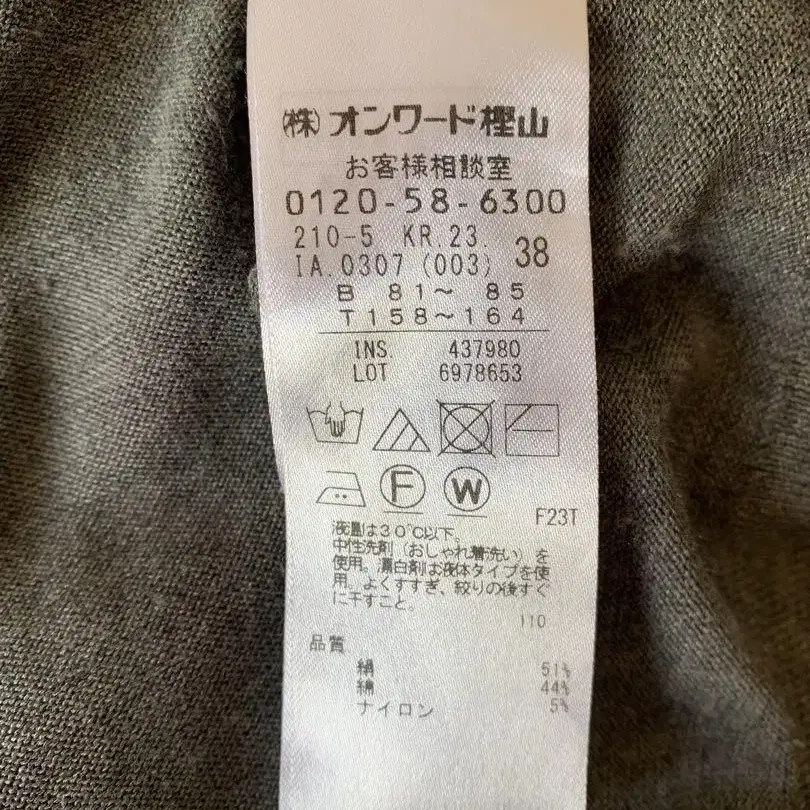 ㈱オンワード樫山
お客様相談室
0120-58-6300
210-5 KR.23. 38
IA.0307 (003)
B 81～ 85
T158～164
INS. 437980
LOT 6978653
F W
F23T
液温は30℃以下、
中性洗剤（おしゃれ着洗い）を
使用。漂白剤は液体タイプを使
用。よくすすぎ、絞りの後すぐ
に干すこと。
110
品質
絹 51%
綿 44%
ナイロン 5%